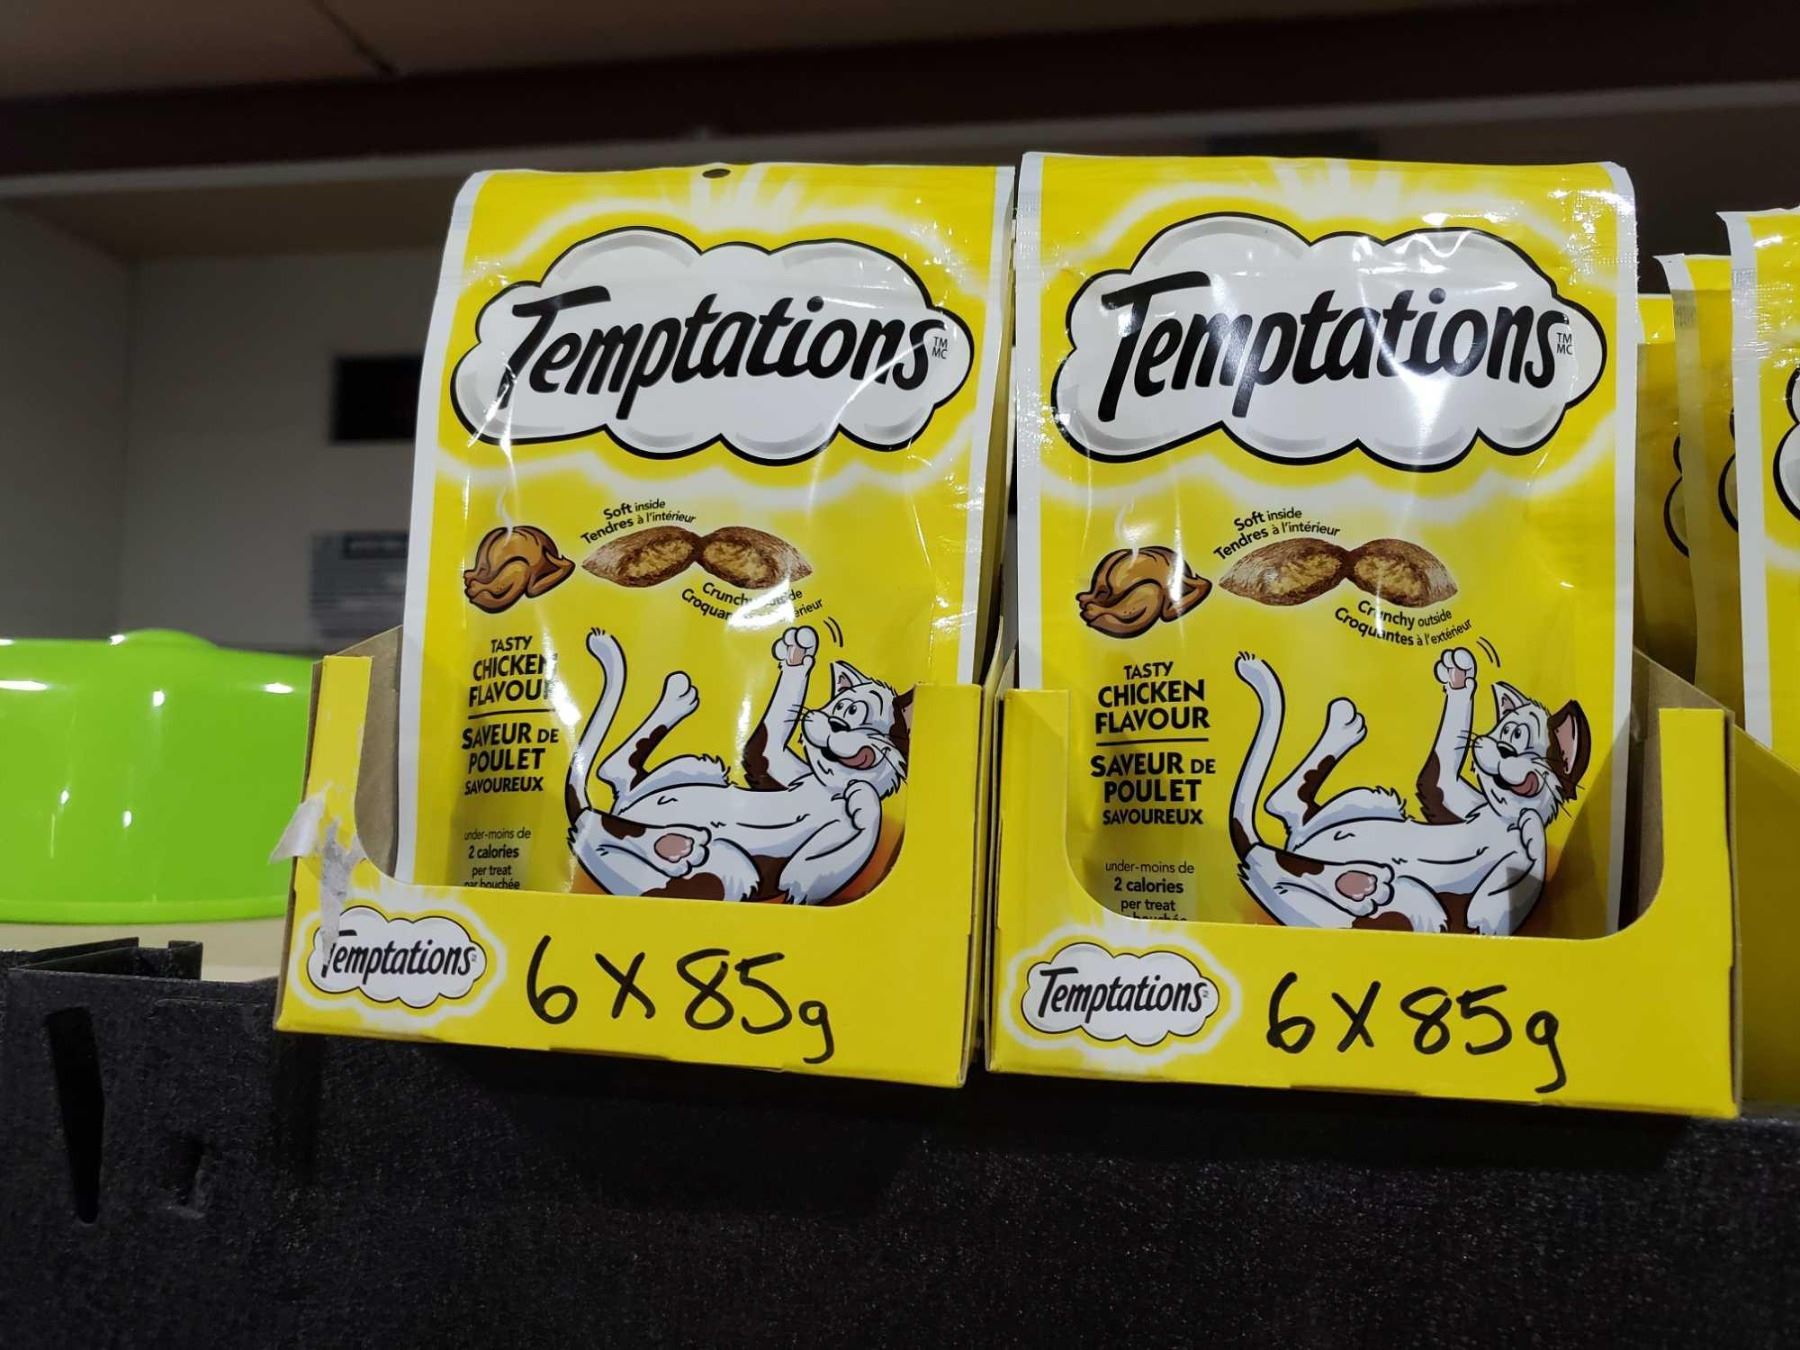 Temptations
TM
MC
Soft inside
Tendres à l'intérieur
TASTY
CHICKEN
FLAVOU
SAVEUR DE
POULET
SAVOUREUX
under-moins de
2 calories
per treat
par bouchée
Temptations
6 X 85g
Temptations
TM
MC
Soft inside
Tendres à l'intérieur
Crunchy outside
Croquantes à l'extérieur
TASTY
CHICKEN
FLAVOUR
SAVEUR DE
POULET
SAVOUREUX
under-moins de
2 calories
per treat
Temptations
6 X 85g